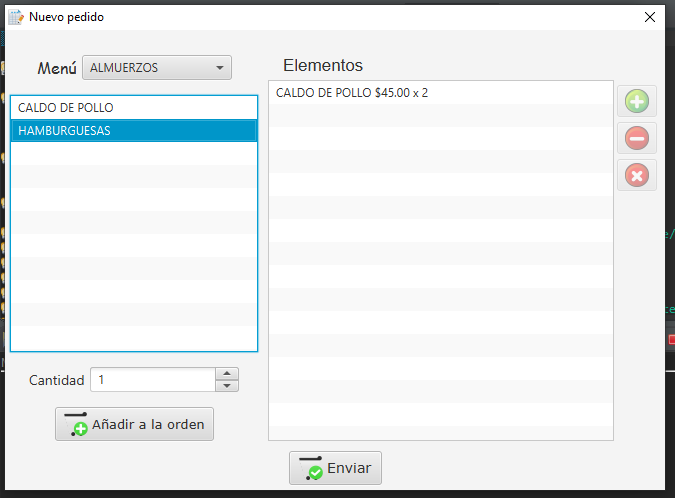 Nuevo pedido
Menú
ALMUERZOS
CALDO DE POLLO
HAMBURGUESAS
Cantidad
1
Añadir a la orden
Elementos
CALDO DE POLLO $45.00 x 2
Enviar